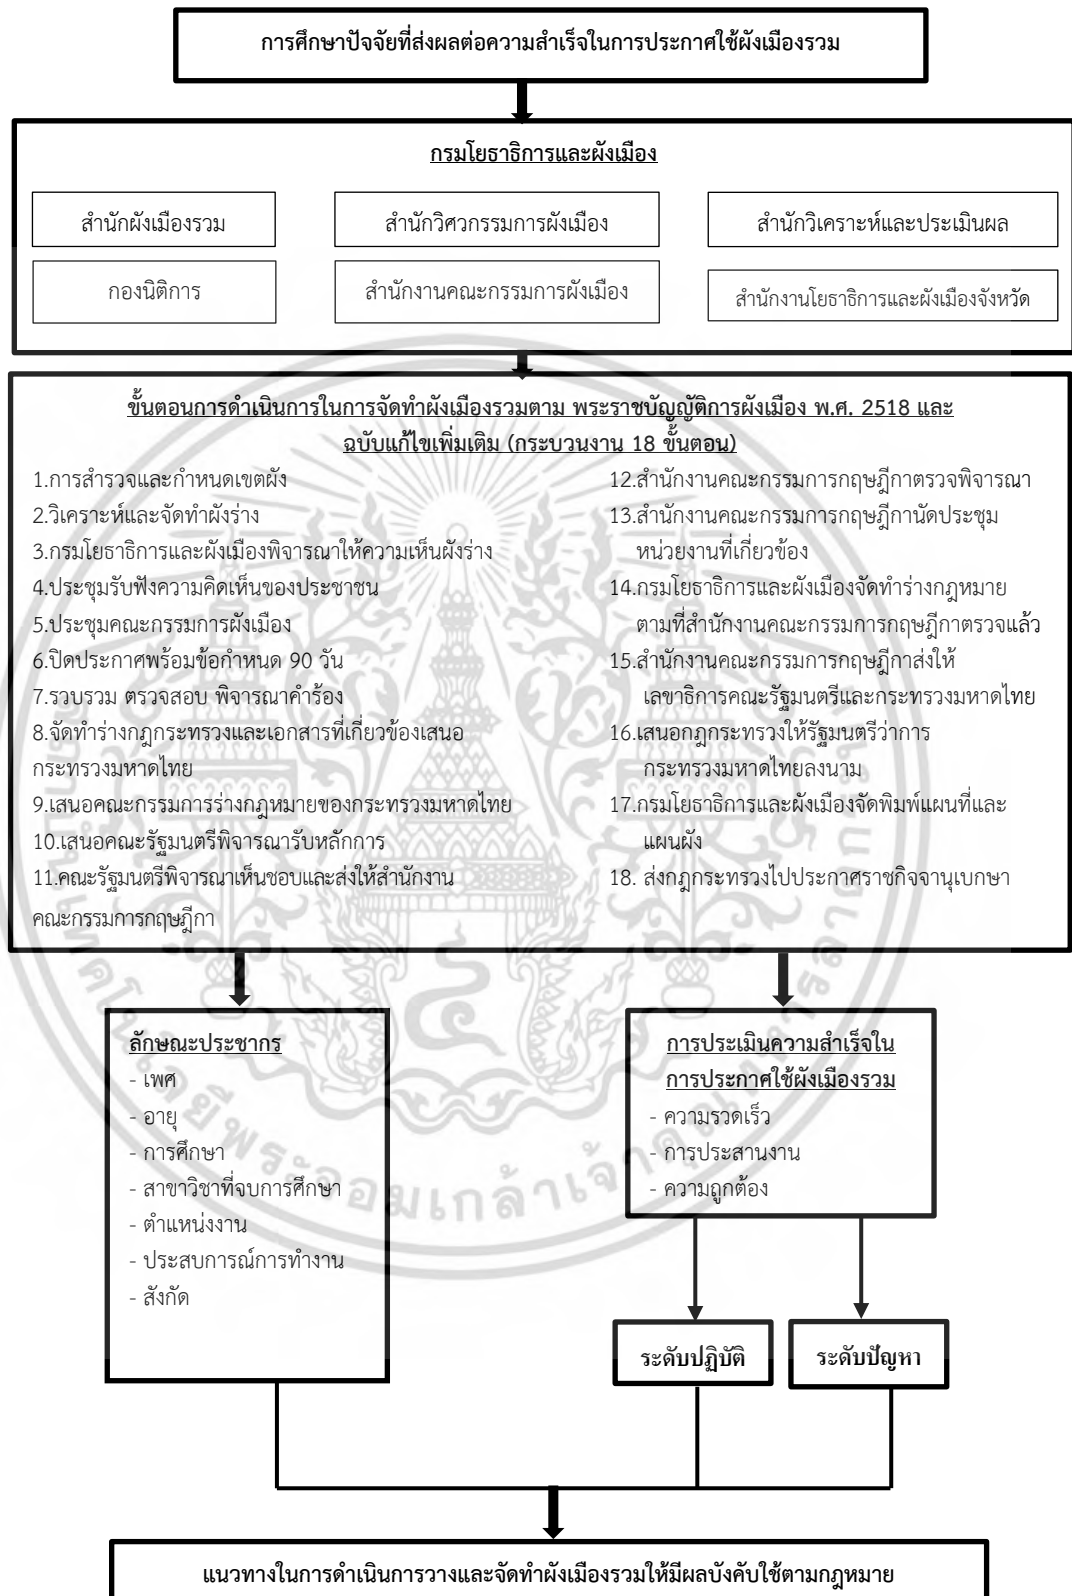 การศึกษาปัจจัยที่ส่งผลต่อความสำเร็จในการประกาศใช้ผังเมืองรวม
กรมโยธาธิการและผังเมือง
สำนักผังเมืองรวม
สำนักวิศวกรรมการผังเมือง
สำนักวิเคราะห์และประเมินผล
กองนิติการ
สำนักงานคณะกรรมการผังเมือง
สำนักงานโยธาธิการและผังเมืองจังหวัด
ขั้นตอนการดำเนินการในการจัดทำผังเมืองรวมตาม พระราชบัญญัติการผังเมือง พ.ศ. 2518 และ
ฉบับแก้ไขเพิ่มเติม (กระบวนงาน 18 ขั้นตอน)
1.การสำรวจและกำหนดเขตผัง
2.วิเคราะห์และจัดทำผังร่าง
3.กรมโยธาธิการและผังเมืองพิจารณาให้ความเห็นผังร่าง
4.ประชุมรับฟังความคิดเห็นของประชาชน
5.ประชุมคณะกรรมการผังเมือง
6.ปิดประกาศพร้อมข้อกำหนด 90 วัน
7.รวบรวม ตรวจสอบ พิจารณาคำร้อง
8.จัดทำร่างกฎกระทรวงและเอกสารที่เกี่ยวข้องเสนอ
กระทรวงมหาดไทย
9.เสนอคณะกรรมการร่างกฎหมายของกระทรวงมหาดไทย
10.เสนอคณะรัฐมนตรีพิจารณารับหลักการ
11.คณะรัฐมนตรีพิจารณาเห็นชอบและส่งให้สำนักงาน
คณะกรรมการกฤษฎีกา
12.สำนักงานคณะกรรมการกฤษฎีกาตรวจพิจารณา
13.สำนักงานคณะกรรมการกฤษฎีกานัดประชุม
หน่วยงานที่เกี่ยวข้อง
14.กรมโยธาธิการและผังเมืองจัดทำร่างกฎหมาย
ตามที่สำนักงานคณะกรรมการกฤษฎีกาตรวจแล้ว
15.สำนักงานคณะกรรมการกฤษฎีกาส่งให้
เลขาธิการคณะรัฐมนตรีและกระทรวงมหาดไทย
16.เสนอกฎกระทรวงให้รัฐมนตรีว่าการ
กระทรวงมหาดไทยลงนาม
17.กรมโยธาธิการและผังเมืองจัดพิมพ์แผนที่และ
แผนผัง
18. ส่งกฎกระทรวงไปประกาศราชกิจจานุเบกษา
ลักษณะประชากร
- เพศ
- อายุ
- การศึกษา
- สาขาวิชาที่จบการศึกษา
- ตำแหน่งงาน
- ประสบการณ์การทำงาน
- สังกัด
การประเมินความสำเร็จใน
การประกาศใช้ผังเมืองรวม
- ความรวดเร็ว
- การประสานงาน
- ความถูกต้อง
ระดับปฏิบัติ
ระดับปัญหา
แนวทางในการดำเนินการวางและจัดทำผังเมืองรวมให้มีผลบังคับใช้ตามกฎหมาย